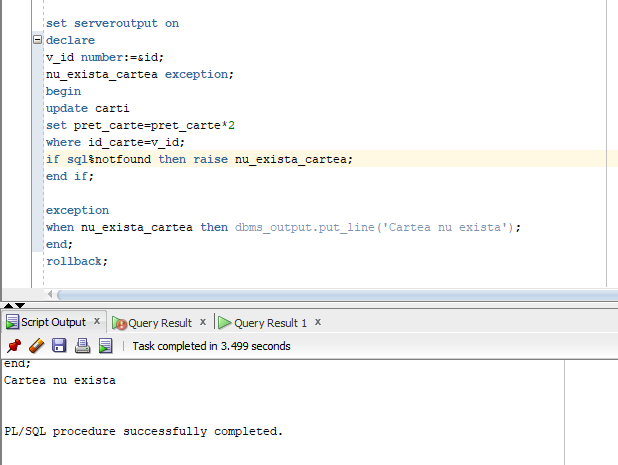 set serveroutput on
declare
v_id number:=&id;
nu_exista_cartea exception;
begin
update carti
set pret_carte=pret_carte*2
where id_carte=v_id;
if sql%notfound then raise nu_exista_cartea;
end if;
exception
when nu_exista_cartea then dbms_output.put_line('Cartea nu exista');
end;
rollback;
Script Output x Query Result x Query Result 1 x
Task completed in 3.499 seconds
end;
Cartea nu exista
PL/SQL procedure successfully completed.